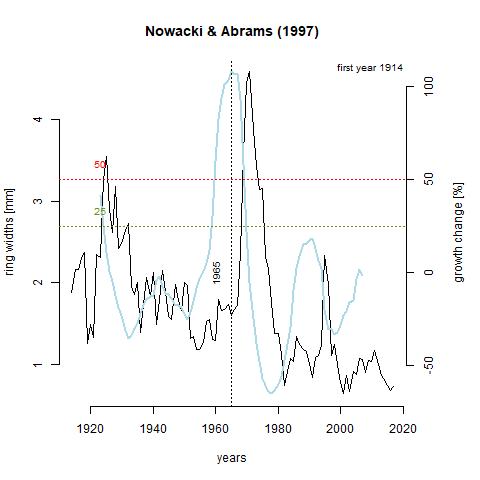 Nowacki & Abrams (1997)
first year 1914
ring widths [mm]
4
3
2
1
50
25
1965
100
50
0
−50
growth change [%]
1920 1940 1960 1980 2000 2020
years